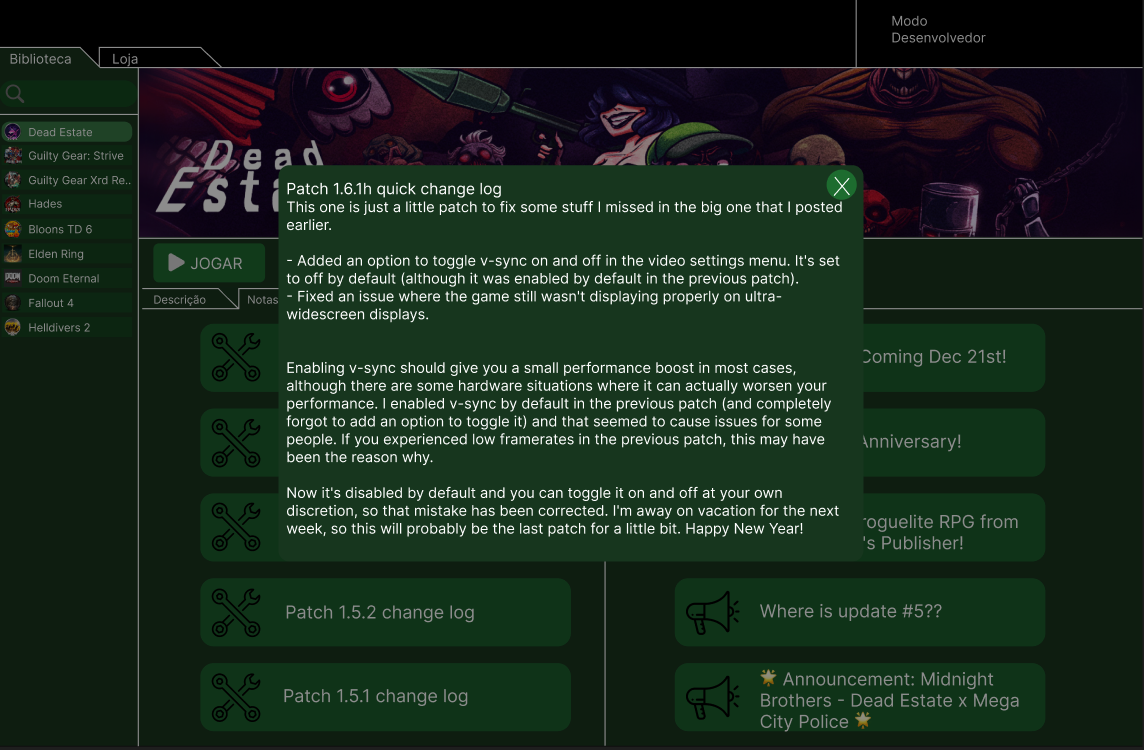 Modo
Desenvolvedor
Biblioteca
Loja
Dead Estate
Guilty Gear: Strive
Guilty Gear Xrd Re..
Hades
Bloons TD 6
Elden Ring
Doom Eternal
Fallout 4
Helldivers 2
Dead
Esta
JOGAR
Descrição
Notas
Patch 1.6.1h quick change log
This one is just a little patch to fix some stuff I missed in the big one that I posted
earlier.
- Added an option to toggle v-sync on and off in the video settings menu. It's set
to off by default (although it was enabled by default in the previous patch).
- Fixed an issue where the game still wasn't displaying properly on ultra-
widescreen displays.
Enabling v-sync should give you a small performance boost in most cases,
although there are some hardware situations where it can actually worsen your
performance. I enabled v-sync by default in the previous patch (and completely
forgot to add an option to toggle it) and that seemed to cause issues for some
people. If you experienced low framerates in the previous patch, this may have
been the reason why.
Now it's disabled by default and you can toggle it on and off at your own
discretion, so that mistake has been corrected. I'm away on vacation for the next
week, so this will probably be the last patch for a little bit. Happy New Year!
Coming Dec 21st!
Anniversary!
roguelite RPG from
's Publisher!
Patch 1.5.2 change log
Where is update #5??
Patch 1.5.1 change log
🌟 Announcement: Midnight
Brothers - Dead Estate x Mega
City Police 🌟